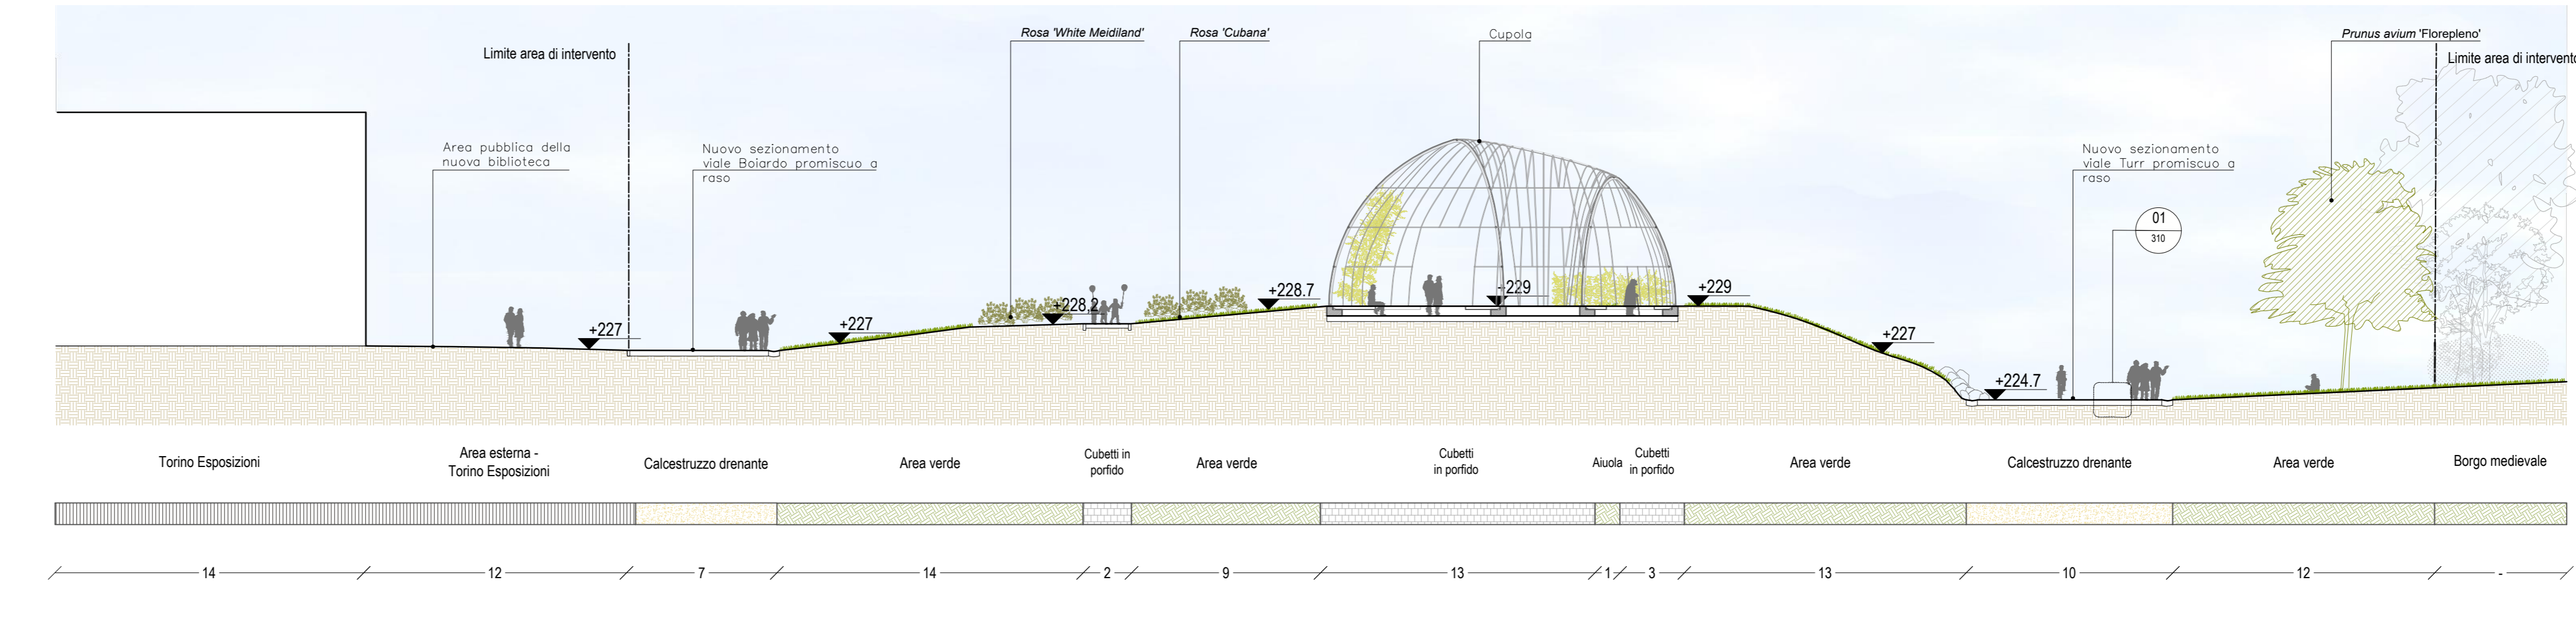 Rosa 'White Meidiland'
Rosa 'Cubana'
Cupola
Prunus avium 'Florepleno'
Limite area di intervento
Limite area di intervento
Area pubblica della
nuova biblioteca
Nuovo sezionamento
viale Boiardo promiscuo a
raso
Nuovo sezionamento
viale Turr promiscuo a
raso
01
310
+227
+227
+228.2
+228.7
+229
+229
+227
+224.7
Torino Esposizioni
Area esterna -
Torino Esposizioni
Calcestruzzo drenante
Area verde
Cubetti in
porfido
Area verde
Cubetti
in porfido
Aiuola
Cubetti
in porfido
Area verde
Calcestruzzo drenante
Area verde
Borgo medievale
14
12
7
14
2
9
13
1
3
13
10
12
-